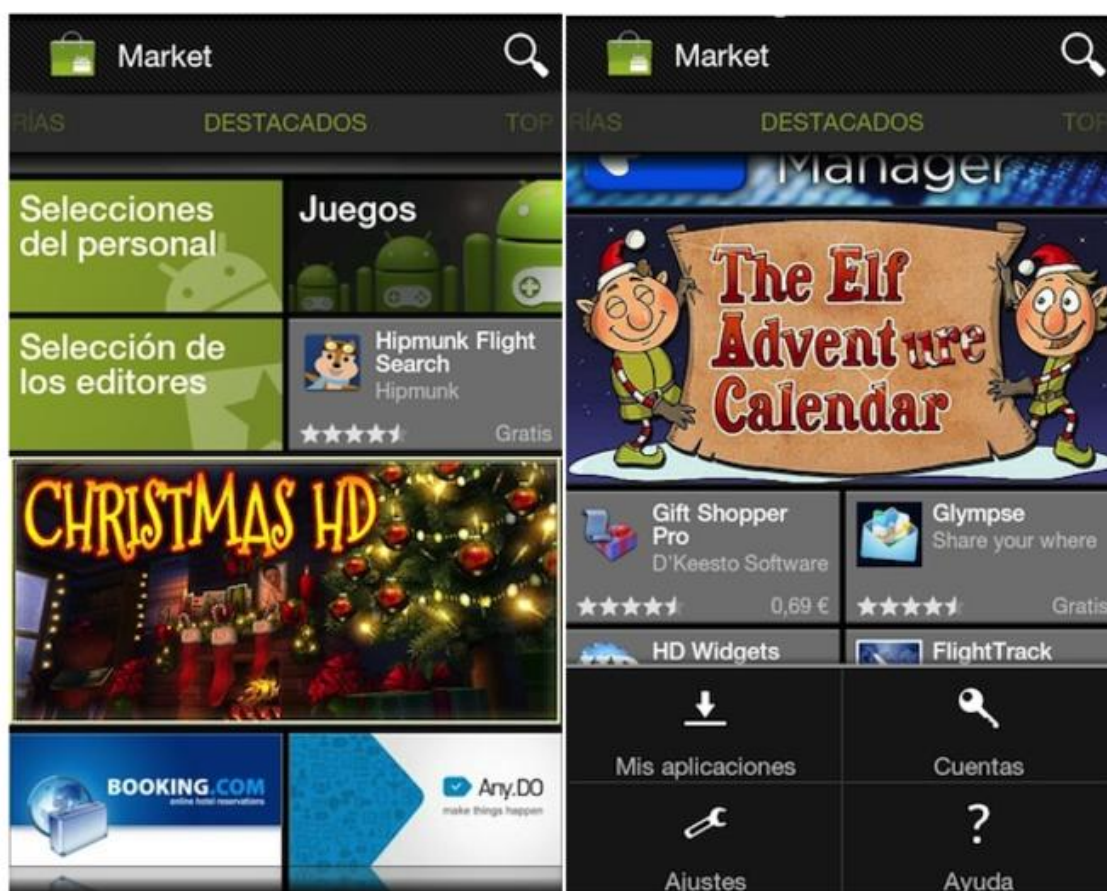 Market
RÍAS
DESTACADOS
TOP
Selecciones
del personal
Juegos
Selección de
los editores
Hipmunk Flight
Search
Hipmunk
Gratis
CHRISTMAS HD
BOOKING.COM
online hotel reservations
Any.DO
make things happen
Market
RÍAS
DESTACADOS
TOP
Manager
The Elf
Adventure
Calendar
Gift Shopper
Pro
D'Keesto Software
0,69 €
Glympse
Share your where
Gratis
HD Widgets
FlightTrack
Mis aplicaciones
Cuentas
Ajustes
Ayuda